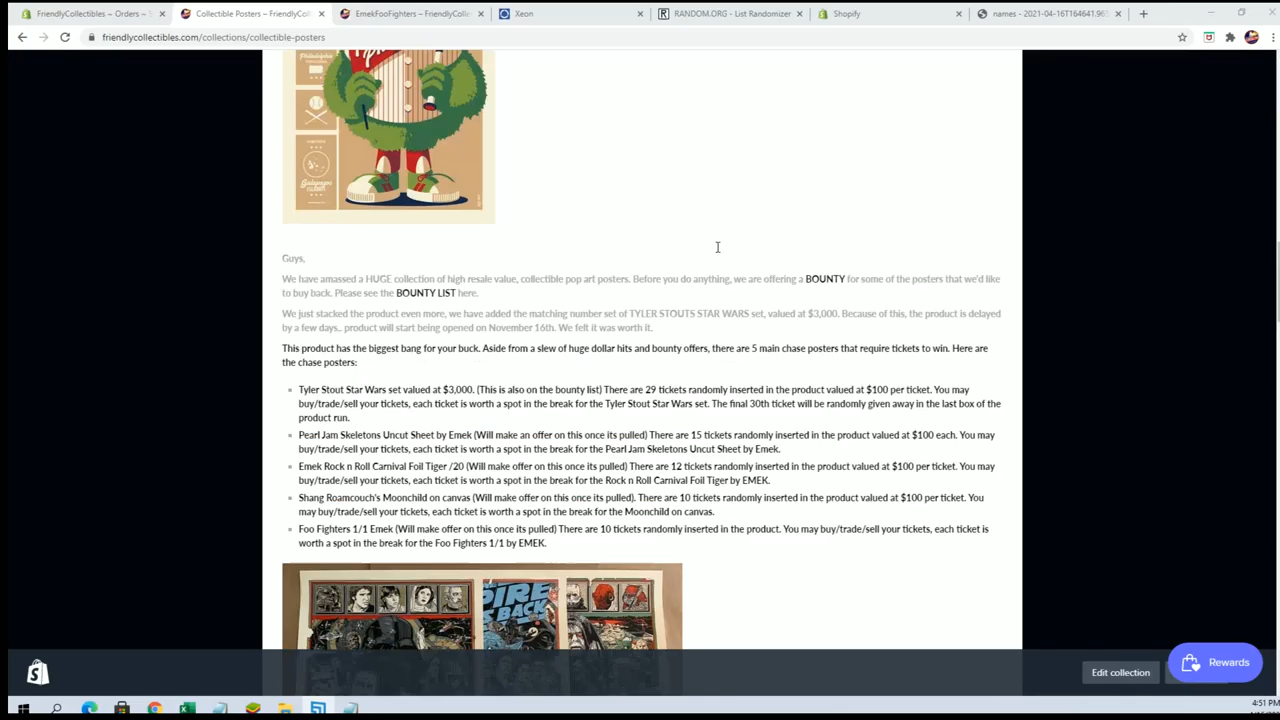 FriendlyCollectibles ~ Orders ~ S
Collectible Posters – FriendlyColl
EmekFooFighters – FriendlyCollec
Xeon
RANDOM.ORG - List Randomizer
Shopify
names - 2021-04-16T164641.96
friendlycollectibles.com/collections/collectible-posters
Philadelphia
Galapagos
Guys,
We have amassed a HUGE collection of high resale value, collectible pop art posters. Before you do anything, we are offering a BOUNTY for some of the posters that we'd like
to buy back. Please see the BOUNTY LIST here.
We just stacked the product even more, we have added the matching number set of TYLER STOUTS STAR WARS set, valued at $3,000. Because of this, the product is delayed
by a few days.. product will start being opened on November 16th. We felt it was worth it.
This product has the biggest bang for your buck. Aside from a slew of huge dollar hits and bounty offers, there are 5 main chase posters that require tickets to win. Here are
the chase posters:
Tyler Stout Star Wars set valued at $3,000. (This is also on the bounty list) There are 29 tickets randomly inserted in the product valued at $100 per ticket. You may
buy/trade/sell your tickets, each ticket is worth a spot in the break for the Tyler Stout Star Wars set. The final 30th ticket will be randomly given away in the last box of the
product run.
Pearl Jam Skeletons Uncut Sheet by Emek (Will make an offer on this once its pulled) There are 15 tickets randomly inserted in the product valued at $100 each. You may
buy/trade/sell your tickets, each ticket is worth a spot in the break for the Pearl Jam Skeletons Uncut Sheet by Emek.
Emek Rock n Roll Carnival Foil Tiger /20 (Will make offer on this once its pulled) There are 12 tickets randomly inserted in the product valued at $100 per ticket. You may
buy/trade/sell your tickets, each ticket is worth a spot in the break for the Rock n Roll Carnival Foil Tiger by EMEK.
Shang Roamcouch's Moonchild on canvas (Will make offer on this once its pulled). There are 10 tickets randomly inserted in the product valued at $100 per ticket. You
may buy/trade/sell your tickets, each ticket is worth a spot in the break for the Moonchild on canvas.
Foo Fighters 1/1 Emek (Will make offer on this once its pulled) There are 10 tickets randomly inserted in the product. You may buy/trade/sell your tickets, each ticket is
worth a spot in the break for the Foo Fighters 1/1 by EMEK.
PIRE
BACK
Edit collection
Rewards
4:51 PM